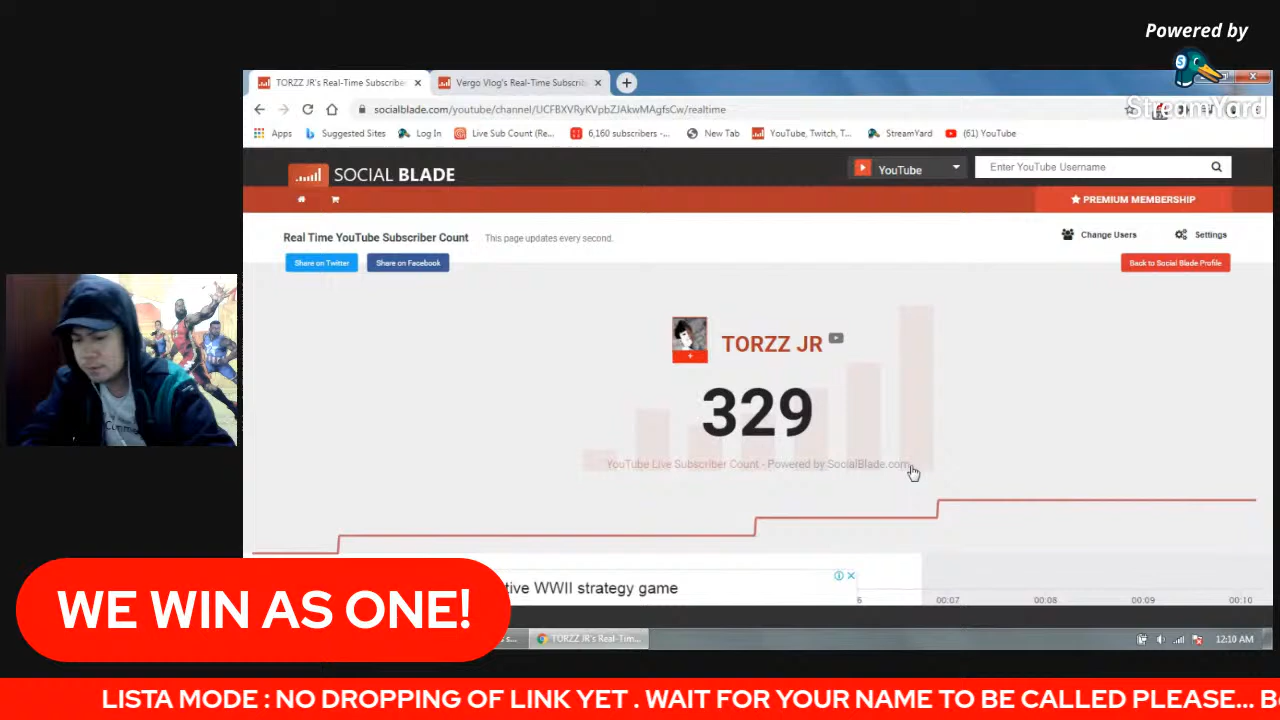 Powered by
StreamYard
TORZZ JR's Real-Time Subscribe
Vergo Vlog's Real-Time Subscrib
socialblade.com/youtube/channel/UCFBXVRyKVpbZJAkwMAgfsCw/realtime
Apps Suggested Sites Log In Live Sub Count (Re... 6,160 subscribers -... New Tab YouTube, Twitch, T... StreamYard (61) YouTube
SOCIAL BLADE
YouTube
Enter YouTube Username
PREMIUM MEMBERSHIP
Real Time YouTube Subscriber Count
This page updates every second.
Change Users
Settings
Share on Twitter
Share on Facebook
Back to Social Blade Profile
TORZZ JR
329
YouTube Live Subscriber Count - Powered by SocialBlade.com
tive WWII strategy game
6 00:07 00:08 00:09 00:10
WE WIN AS ONE!
TORZZ JR's Real-Tim...
12:10 AM
LISTA MODE : NO DROPPING OF LINK YET . WAIT FOR YOUR NAME TO BE CALLED PLEASE...